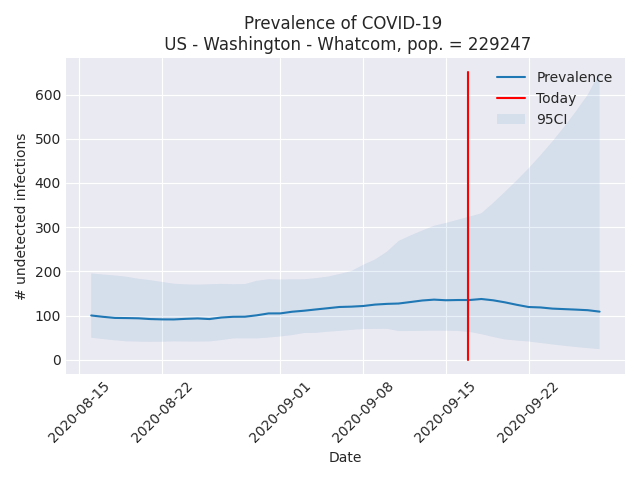 Prevalence of COVID-19
US - Washington - Whatcom, pop. = 229247
Prevalence
Today
95CI
# undetected infections
600
500
400
300
200
100
0
2020-08-15
2020-08-22
2020-09-01
2020-09-08
2020-09-15
2020-09-22
Date